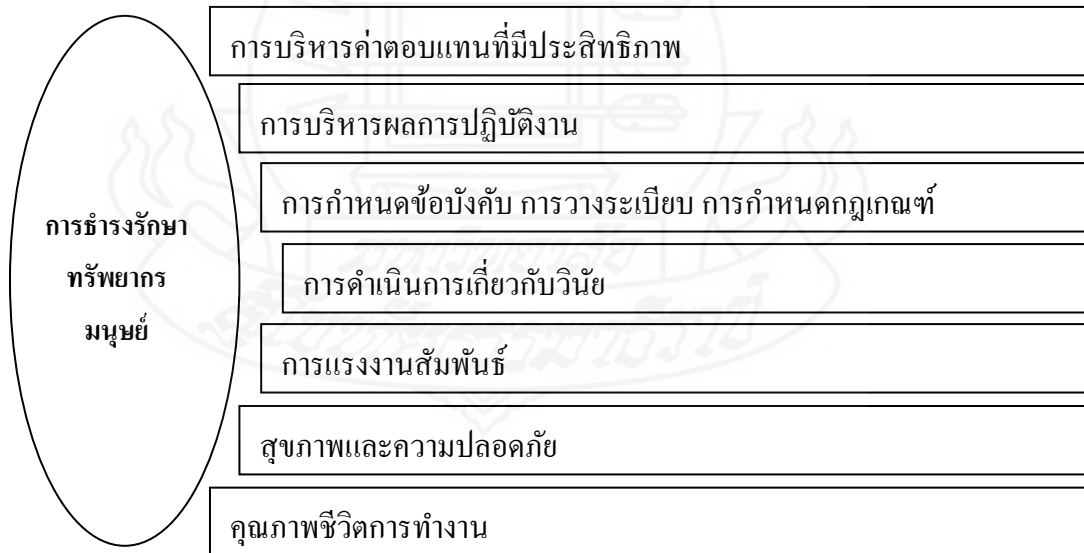 การบริหารค่าตอบแทนที่มีประสิทธิภาพ
การบริหารผลการปฏิบัติงาน
การกำหนดข้อบังคับ การวางระเบียบ การกำหนดกฎเกณฑ์
การธำรงรักษา
ทรัพยากร
มนุษย์
การดำเนินการเกี่ยวกับวินัย
การแรงงานสัมพันธ์
สุขภาพและความปลอดภัย
คุณภาพชีวิตการทำงาน